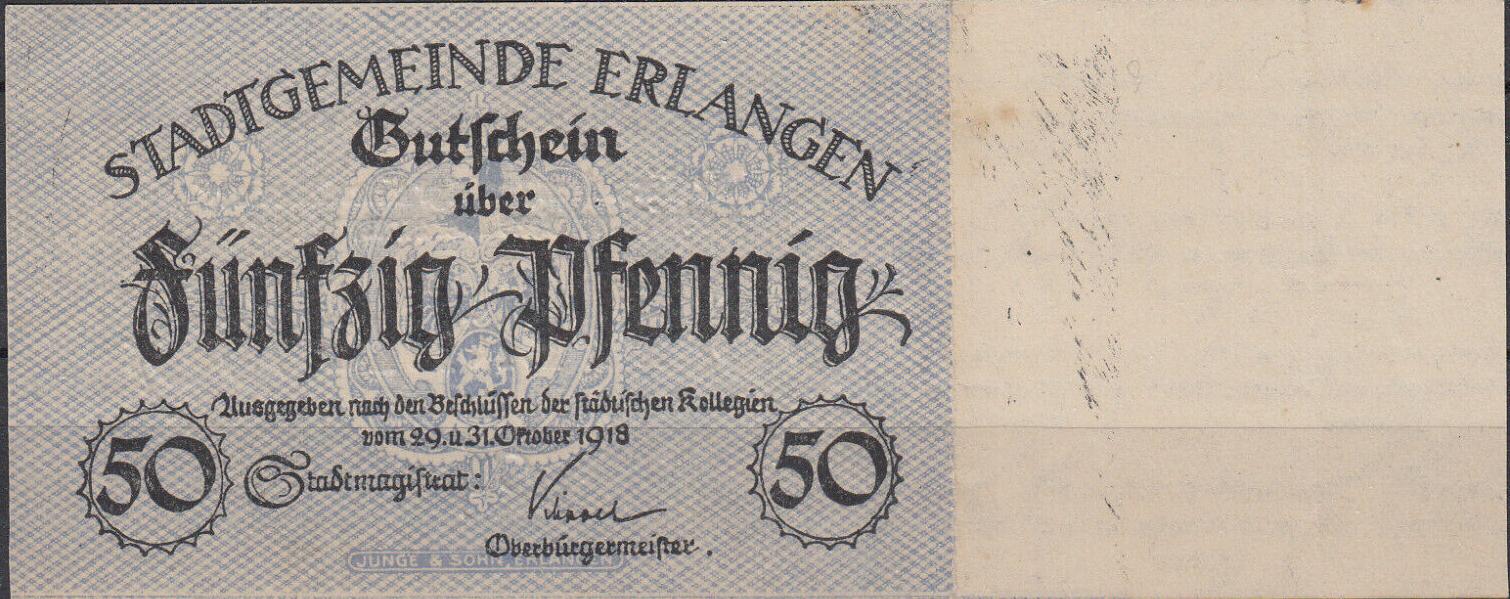 STADTGEMEINDE ERLANGEN
Gutschein
über
Fünfzig Pfennig
Ausgegeben nach den Beschlüssen der städtischen Kollegien
vom 29. u. 31. Oktober 1918
50
Stadtmagistrat:
50
Oberbürgermeister.
JUNGE & SOHN, ERLANGEN